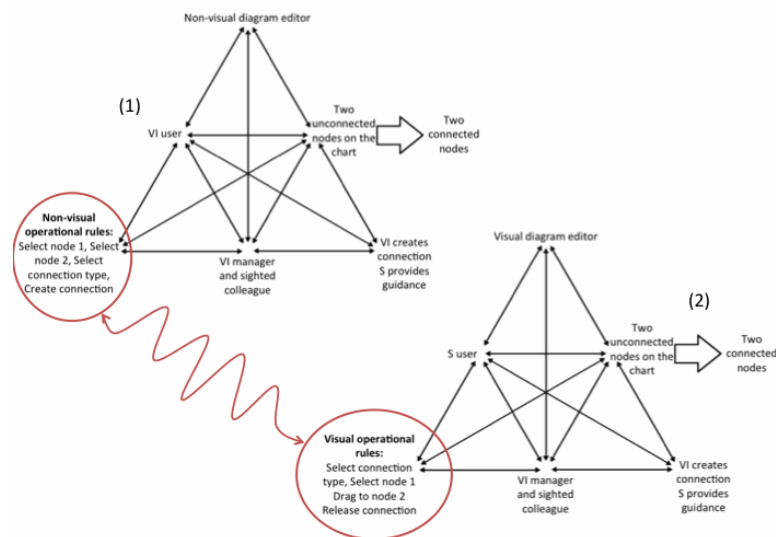 Non-visual diagram editor
(1)
VI user
Two
unconnected
nodes on the
chart
Two
connected
nodes
Non-visual
operational rules:
Select node 1, Select
node 2, Select
connection type,
Create connection
VI manager
and sighted
colleague
VI creates
connection
S provides
guidance
Visual diagram editor
(2)
S user
Two
unconnected
nodes on the
chart
Two
connected
nodes
Visual operational
rules:
Select connection
type, Select node 1
Drag to node 2
Release connection
VI manager
and sighted
colleague
VI creates
connection
S provides
guidance